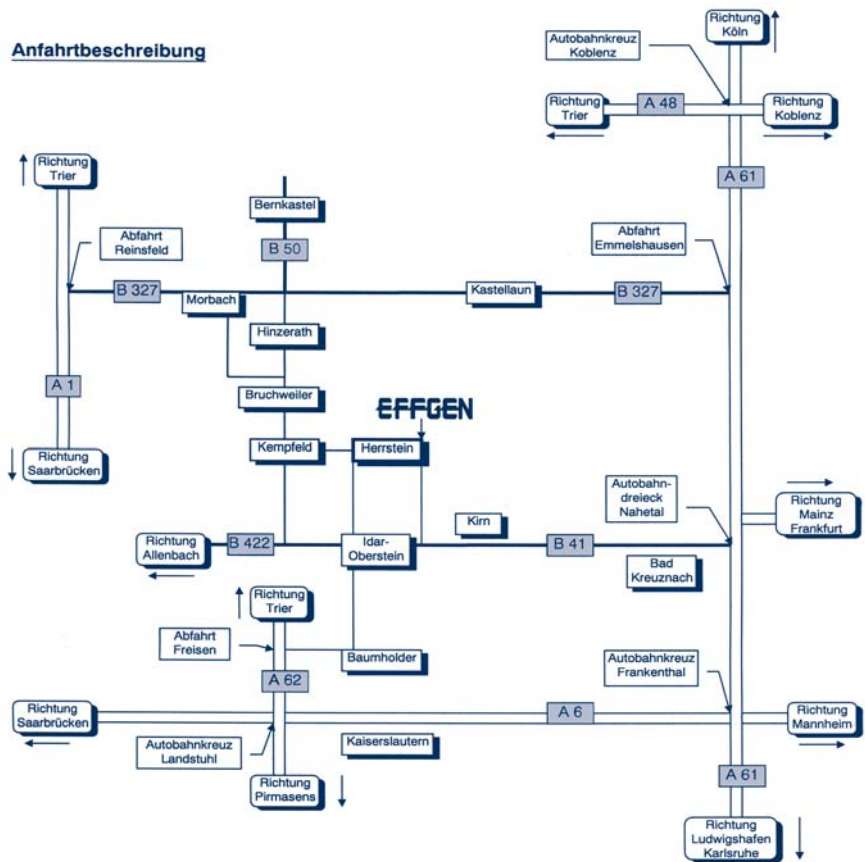 Anfahrtbeschreibung
Richtung
Köln
Autobahnkreuz
Koblenz
Richtung
Trier
A 48
Richtung
Koblenz
Richtung
Trier
A 61
Bernkastel
Abfahrt
Reinsfeld
B 50
Abfahrt
Emmelshausen
B 327
Morbach
Kastellaun
B 327
Hinzerath
A 1
Bruchweiler
EFFGEN
Kempfeld
Herrstein
Richtung
Saarbrücken
Autobahn-
dreieck
Nahetal
Richtung
Mainz
Frankfurt
Kirn
Richtung
Allenbach
B 422
Idar-
Oberstein
B 41
Bad
Kreuznach
Richtung
Trier
Abfahrt
Freisen
Baumholder
Autobahnkreuz
Frankenthal
A 62
Richtung
Saarbrücken
A 6
Richtung
Mannheim
Autobahnkreuz
Landstuhl
Kaiserslautern
Richtung
Pirmasens
A 61
Richtung
Ludwigshafen
Karlsruhe